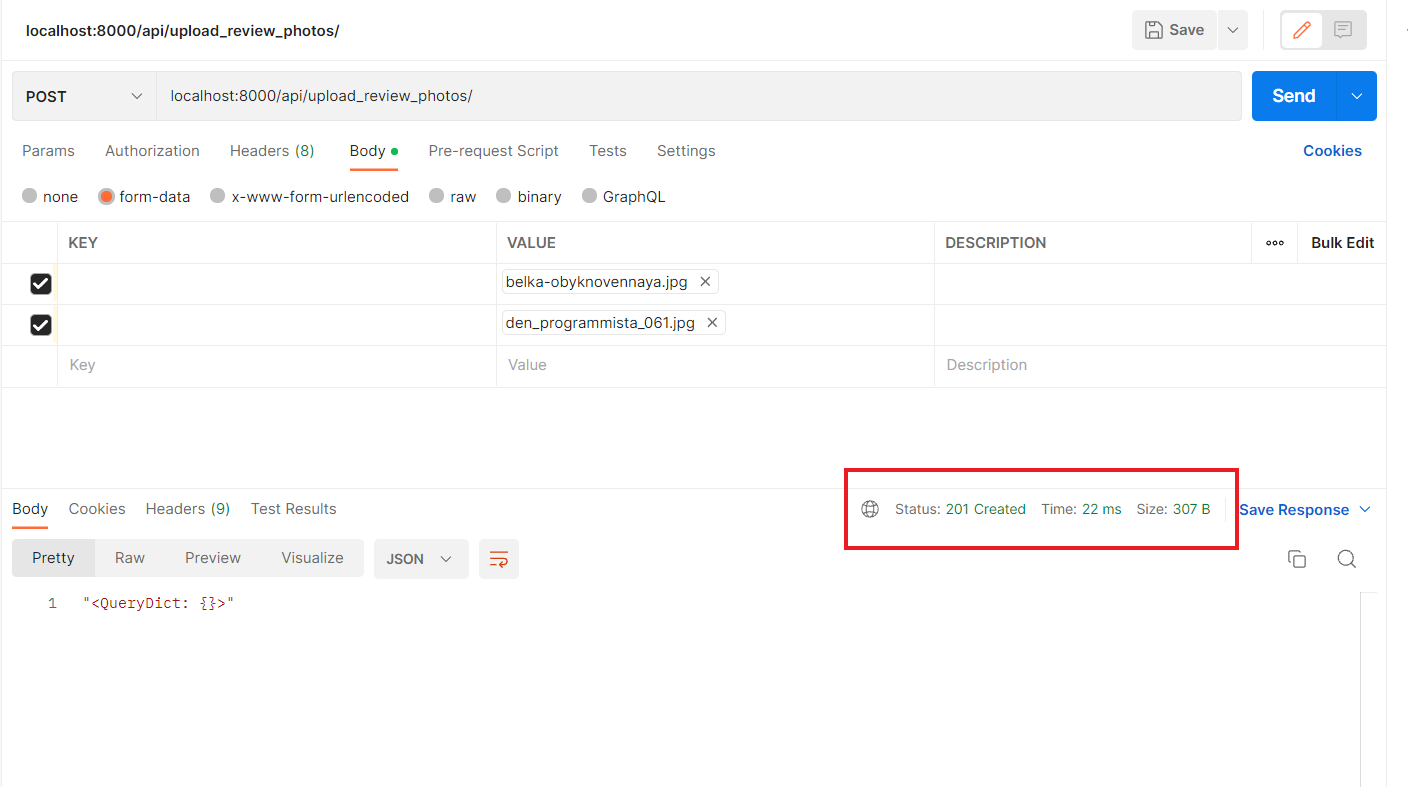 localhost:8000/api/upload_review_photos/ Save
POST localhost:8000/api/upload_review_photos/ Send
Params Authorization Headers (8) Body Pre-request Script Tests Settings Cookies
none form-data x-www-form-urlencoded raw binary GraphQL
KEY VALUE DESCRIPTION Bulk Edit
belka-obyknovennaya.jpg
den_programmista_061.jpg
Key Value Description
Body Cookies Headers (9) Test Results Status: 201 Created Time: 22 ms Size: 307 B Save Response
Pretty Raw Preview Visualize JSON
1 "<QueryDict: {}>"